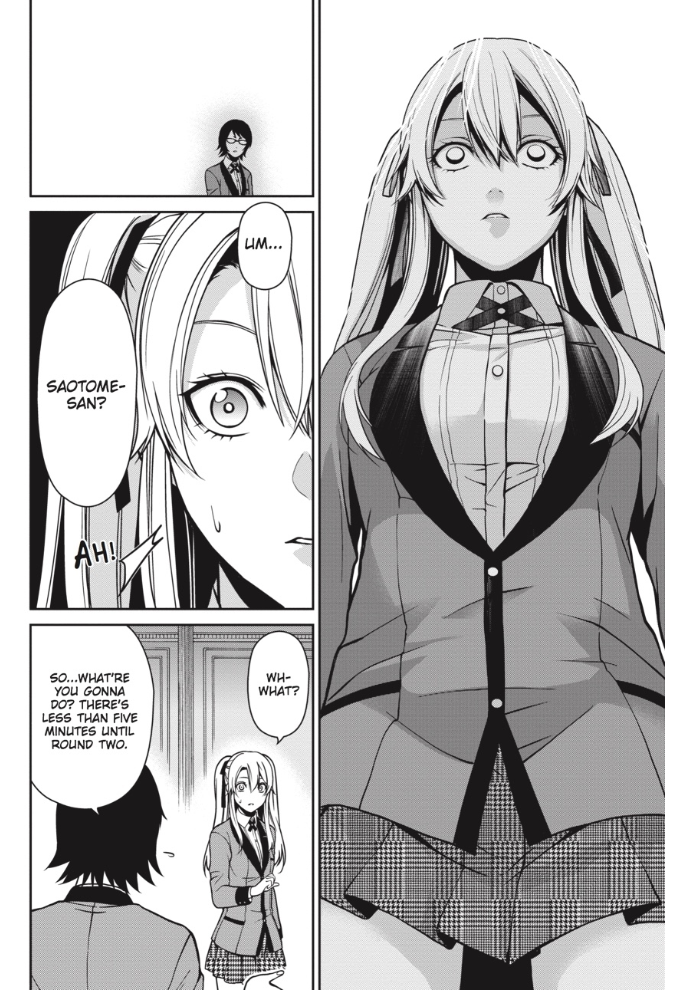 UM...
SAOTOME-
SAN?
AH!
WH-
WHAT?
SO...WHAT'RE
YOU GONNA
DO? THERE'S
LESS THAN FIVE
MINUTES UNTIL
ROUND TWO.